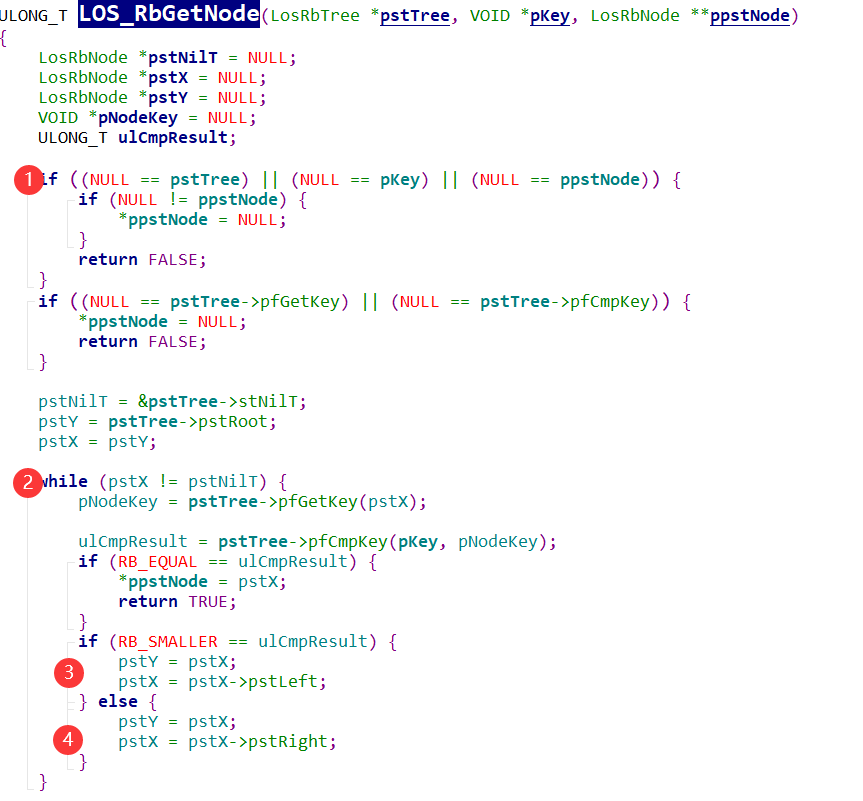 ULONG_T LOS_RbGetNode(LosRbTree *pstTree, VOID *pKey, LosRbNode **ppstNode)
{
    LosRbNode *pstNilT = NULL;
    LosRbNode *pstX = NULL;
    LosRbNode *pstY = NULL;
    VOID *pNodeKey = NULL;
    ULONG_T ulCmpResult;
1 if ((NULL == pstTree) || (NULL == pKey) || (NULL == ppstNode)) {
        if (NULL != ppstNode) {
            *ppstNode = NULL;
        }
        return FALSE;
    }
    if ((NULL == pstTree->pfGetKey) || (NULL == pstTree->pfCmpKey)) {
        *ppstNode = NULL;
        return FALSE;
    }
    pstNilT = &pstTree->stNilT;
    pstY = pstTree->pstRoot;
    pstX = pstY;
2 while (pstX != pstNilT) {
        pNodeKey = pstTree->pfGetKey(pstX);
        ulCmpResult = pstTree->pfCmpKey(pKey, pNodeKey);
        if (RB_EQUAL == ulCmpResult) {
            *ppstNode = pstX;
            return TRUE;
        }
        if (RB_SMALLER == ulCmpResult) {
            pstY = pstX;
3           pstX = pstX->pstLeft;
        } else {
            pstY = pstX;
4           pstX = pstX->pstRight;
        }
    }